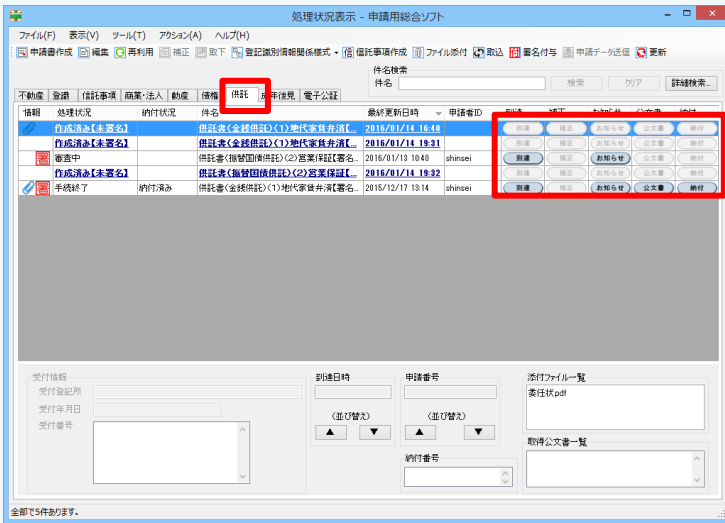 処理状況表示 - 申請用総合ソフト
ファイル(F) 表示(V) ツール(T) アクション(A) ヘルプ(H)
申請書作成 編集 再利用 補正 取下 登記識別情報関係様式 信託事項作成 ファイル添付 取込 署名付与 申請データ送信 更新
件名検索
件名 検索 クリア 詳細検索...
不動産 登識 信託事項 商業・法人 動産 債権 供託 成年後見 電子公証
情報 処理状況 納付状況 件名 最終更新日時 申請者ID 到達 補正 お知らせ 公文書 納付
作成済み【未署名】 供託書(金銭供託)(1)地代家賃弁済【... 2016/01/14 16:40 到達 補正 お知らせ 公文書 納付
作成済み【未署名】 供託書(金銭供託)(1)地代家賃弁済【... 2016/01/14 19:31 到達 補正 お知らせ 公文書 納付
署 審査中 供託書(振替国債供託)(2)営業保証【署名... 2016/01/13 10:40 shinsei 到達 補正 お知らせ 公文書 納付
作成済み【未署名】 供託書(振替国債供託)(2)営業保証【... 2016/01/14 19:32 到達 補正 お知らせ 公文書 納付
署 手続終了 納付済み 供託書(金銭供託)(1)地代家賃弁済【署名... 2015/12/17 13:14 shinsei 到達 補正 お知らせ 公文書 納付
受付情報 到達日時 申請番号 添付ファイル一覧
受付登記所 委任状.pdf
受付年月日 (並び替え) (並び替え)
受付番号 ▲ ▼ ▲ ▼
取得公文書一覧
納付番号
全部で5件あります。